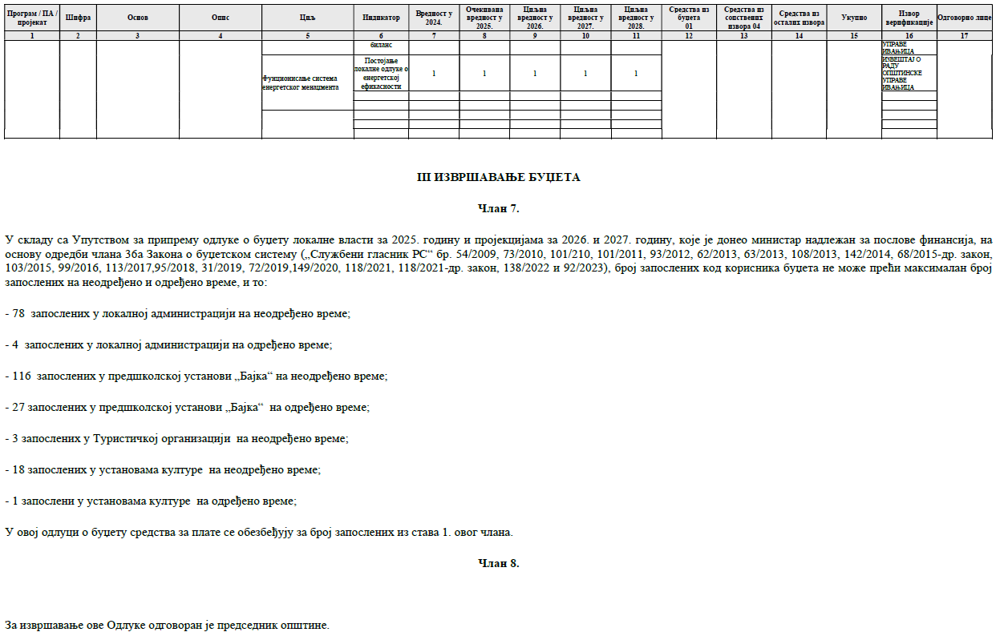 Програм / ПА / пројекат
Шифра
Основ
Опис
Циљ
Индикатор
Вредност у 2024.
Очекивана вредност у 2025.
Циљна вредност у 2026.
Циљна вредност у 2027.
Циљна вредност у 2028.
Средства из буџета 01
Средства из сопствених извора 04
Средства из осталих извора
Укупно
Извор верификације
Одговорно лице
1 2 3 4 5 6 7 8 9 10 11 12 13 14 15 16 17
биланс
УПРАВЕ
ИВАЊИЦА
Фунционисање система
енергетског менаџмента
Постојање
локалне одлуке о
енергетској
ефикасности
1 1 1 1 1
ИЗВЕШТАЈ О
РАДУ
ОПШТИНСКЕ
УПРАВЕ
ИВАЊИЦА
III ИЗВРШАВАЊЕ БУЏЕТА
Члан 7.
У складу са Упутством за припрему одлуке о буџету локалне власти за 2025. годину и пројекцијама за 2026. и 2027. годину, које је донео министар надлежан за послове финансија, на
основу одредби члана 36а Закона о буџетском систему („Службени гласник РС“ бр. 54/2009, 73/2010, 101/210, 101/2011, 93/2012, 62/2013, 63/2013, 108/2013, 142/2014, 68/2015-др. закон,
103/2015, 99/2016, 113/2017,95/2018, 31/2019, 72/2019,149/2020, 118/2021, 118/2021-др. закон, 138/2022 и 92/2023), број запослених код корисника буџета не може прећи максималан број
запослених на неодређено и одређено време, и то:
- 78 запослених у локалној администрацији на неодређено време;
- 4 запослених у локалној администрацији на одређено време;
- 116 запослених у предшколској установи „Бајка“ на неодређено време;
- 27 запослених у предшколској установи „Бајка“ на одређено време;
- 3 запослених у Туристичкој организацији на неодређено време;
- 18 запослених у установама културе на неодређено време;
- 1 запослени у установама културе на одређено време;
У овој одлуци о буџету средства за плате се обезбеђују за број запослених из става 1. овог члана.
Члан 8.
За извршавање ове Одлуке одговоран је председник општине.